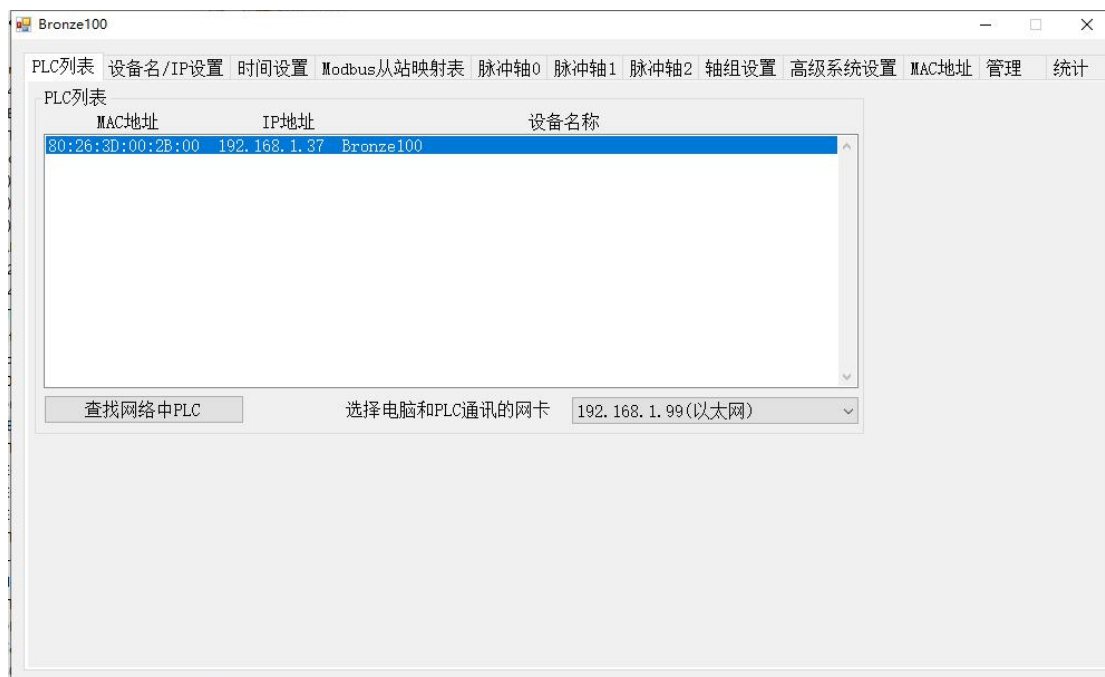 Bronze100
PLC列表 设备名/IP设置 时间设置 Modbus从站映射表 脉冲轴0 脉冲轴1 脉冲轴2 轴组设置 高级系统设置 MAC地址 管理 统计
PLC列表
MAC地址 IP地址 设备名称
80:26:3D:00:2B:00 192.168.1.37 Bronze100
查找网络中PLC 选择电脑和PLC通讯的网卡 192.168.1.99(以太网)